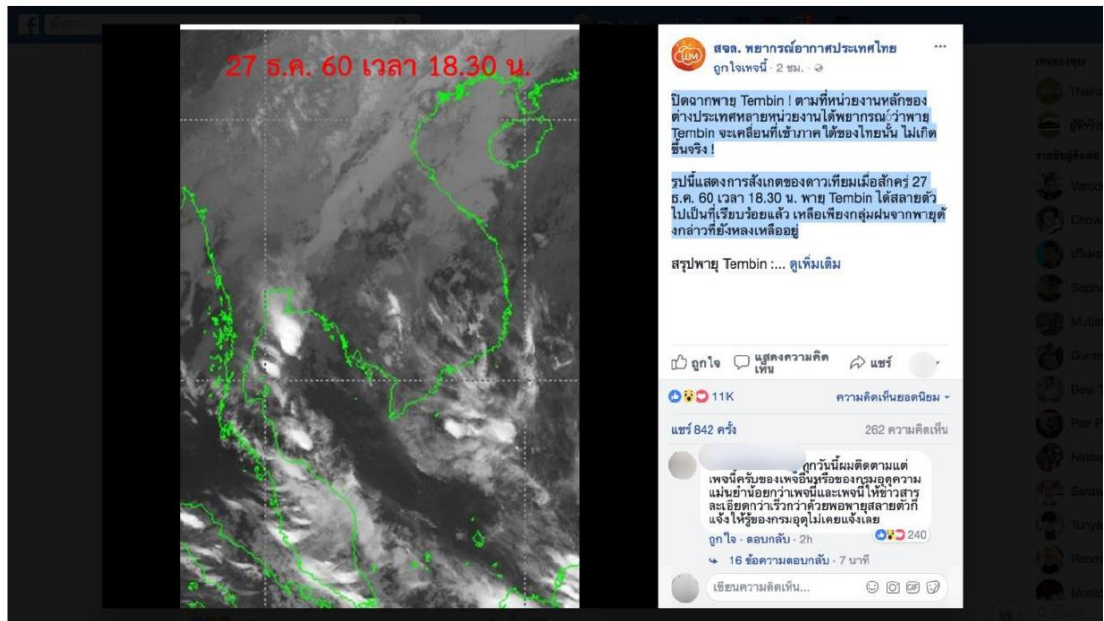 ค้นหา
27 ธ.ค. 60 เวลา 18.30 น.
สจล. พยากรณ์อากาศประเทศไทย
ถูกใจเพจนี้ · 2 ชม. ·
ปิดฉากพายุ Tembin ! ตามที่หน่วยงานหลักของ
ต่างประเทศหลายหน่วยงานได้พยากรณ์ว่าพายุ
Tembin จะเคลื่อนที่เข้าภาคใต้ของไทยนั้น ไม่เกิด
ขึ้นจริง !
รูปนี้แสดงการสังเกตของดาวเทียมเมื่อสักครู่ 27
ธ.ค. 60 เวลา 18.30 น. พายุ Tembin ได้สลายตัว
ไปเป็นที่เรียบร้อยแล้ว เหลือเพียงกลุ่มฝนจากพายุดั
งกล่าวที่ยังหลงเหลืออยู่
สรุปพายุ Tembin :... ดูเพิ่มเติม
ถูกใจ แสดงความคิด
เห็น แชร์
11K ความคิดเห็นยอดนิยม
แชร์ 842 ครั้ง 262 ความคิดเห็น
ทุกวันนี้ผมติดตามแต่
เพจนี้ครับของเพจอื่นหรือของกรมอุตุความ
แม่นยำน้อยกว่าเพจนี้และเพจนี้ให้ข่าวสาร
ละเอียดกว่าเร็วกว่าด้วยพอพายุสลายตัวก็
แจ้งให้รู้ของกรมอุตุไม่เคยแจ้งเลย
ถูกใจ · ตอบกลับ · 2h 240
16 ข้อความตอบกลับ · 7 นาที
เขียนความคิดเห็น...
GIF